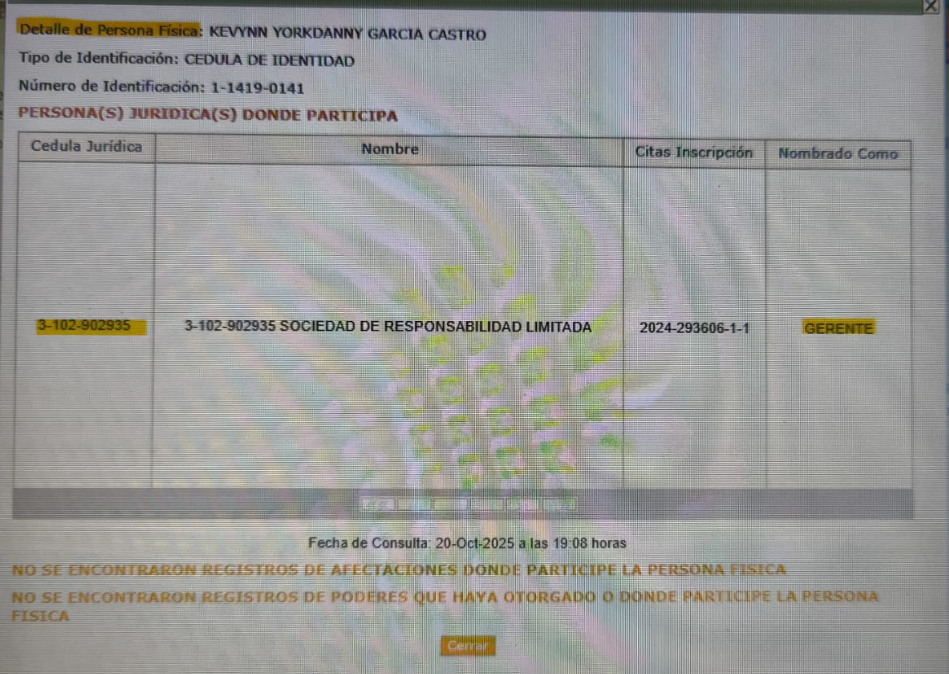 Detalle de Persona Física: KEVYNN YORKDANNY GARCIA CASTRO
Tipo de Identificación: CEDULA DE IDENTIDAD
Número de Identificación: 1-1419-0141
PERSONA(S) JURIDICA(S) DONDE PARTICIPA
Cedula Jurídica Nombre Citas Inscripción Nombrado Como
3-102-902935 3-102-902935 SOCIEDAD DE RESPONSABILIDAD LIMITADA 2024-293606-1-1 GERENTE
Fecha de Consulta: 20-Oct-2025 a las 19:08 horas
NO SE ENCONTRARON REGISTROS DE AFECTACIONES DONDE PARTICIPE LA PERSONA FISICA
NO SE ENCONTRARON REGISTROS DE PODERES QUE HAYA OTORGADO O DONDE PARTICIPE LA PERSONA
FISICA
Cerrar